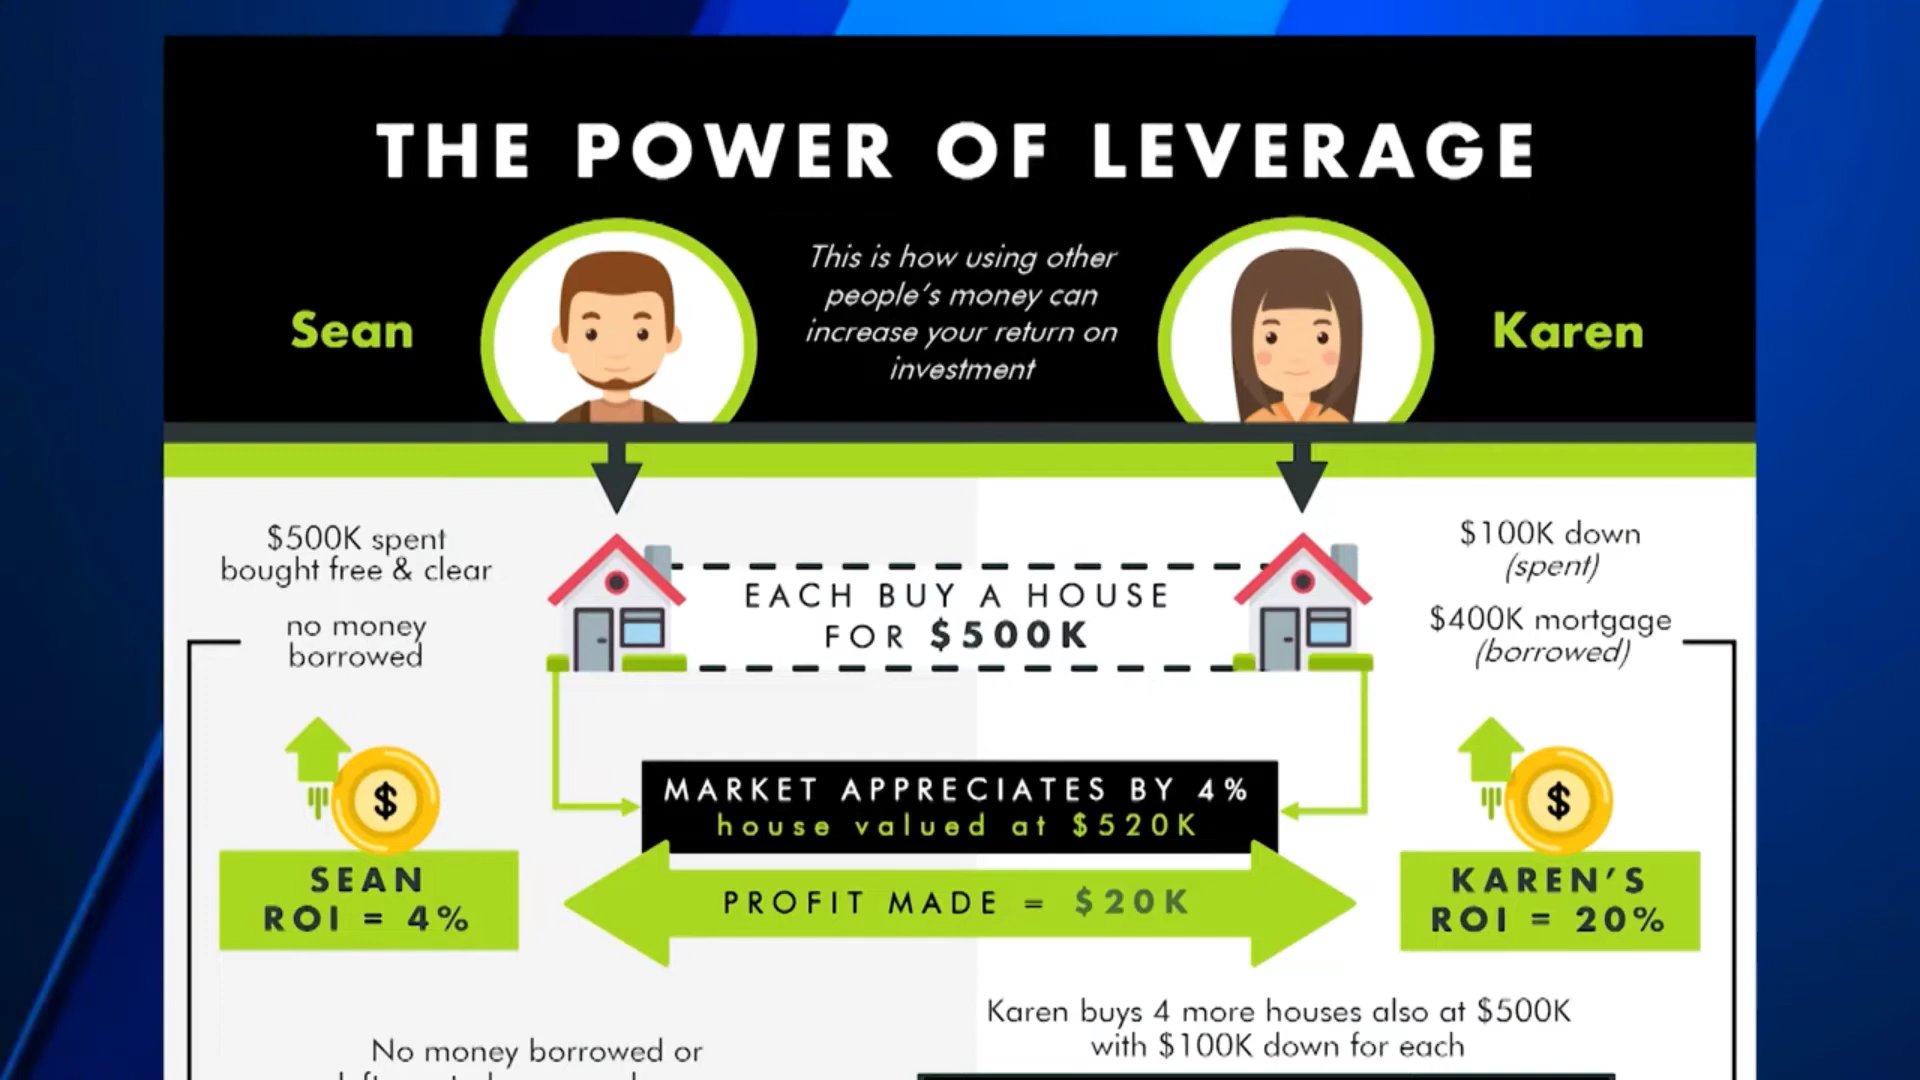 THE POWER OF LEVERAGE
Sean
This is how using other
people's money can
increase your return on
investment
Karen
$500K spent
bought free & clear
no money
borrowed
EACH BUY A HOUSE
FOR $500K
$100K down
(spent)
$400K mortgage
(borrowed)
$
MARKET APPRECIATES BY 4%
house valued at $520K
$
SEAN
ROI = 4%
PROFIT MADE = $20K
KAREN'S
ROI = 20%
No money borrowed or
Karen buys 4 more houses also at $500K
with $100K down for each